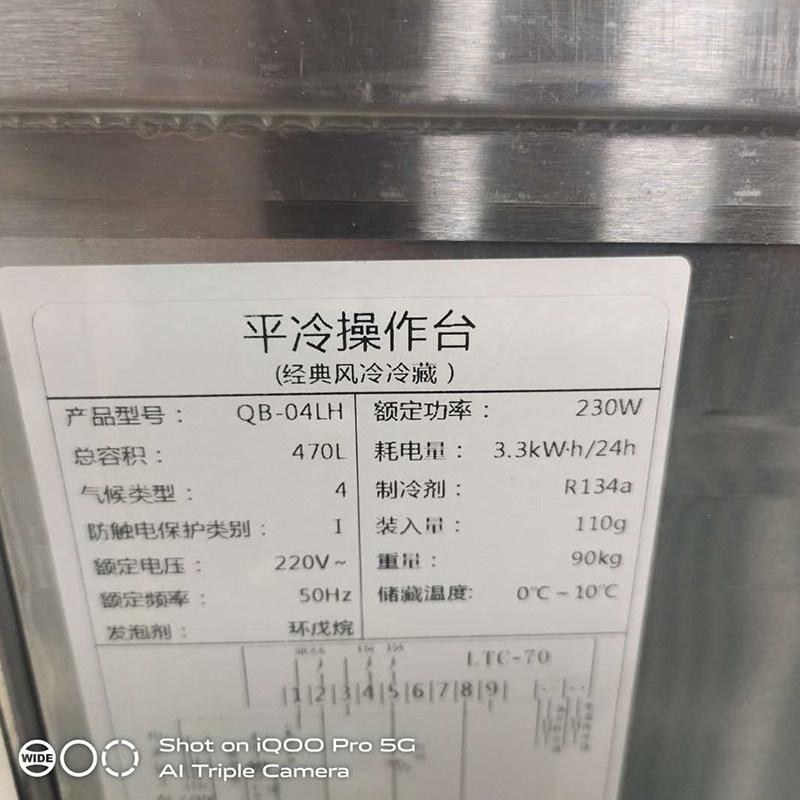 平冷操作台
(经典风冷冷藏)
产品型号: QB-04LH
总容积: 470L
气候类型: 4
防触电保护类别: I
额定电压: 220V~
额定频率: 50Hz
发泡剂: 环戊烷
额定功率: 230W
耗电量: 3.3kW·h/24h
制冷剂: R134a
装入量: 110g
重量: 90kg
储藏温度: 0℃~10℃
LTC-70
|1|2|3|4|5|6|7|8|9|
WIDE
Shot on iQOO Pro 5G
AI Triple Camera